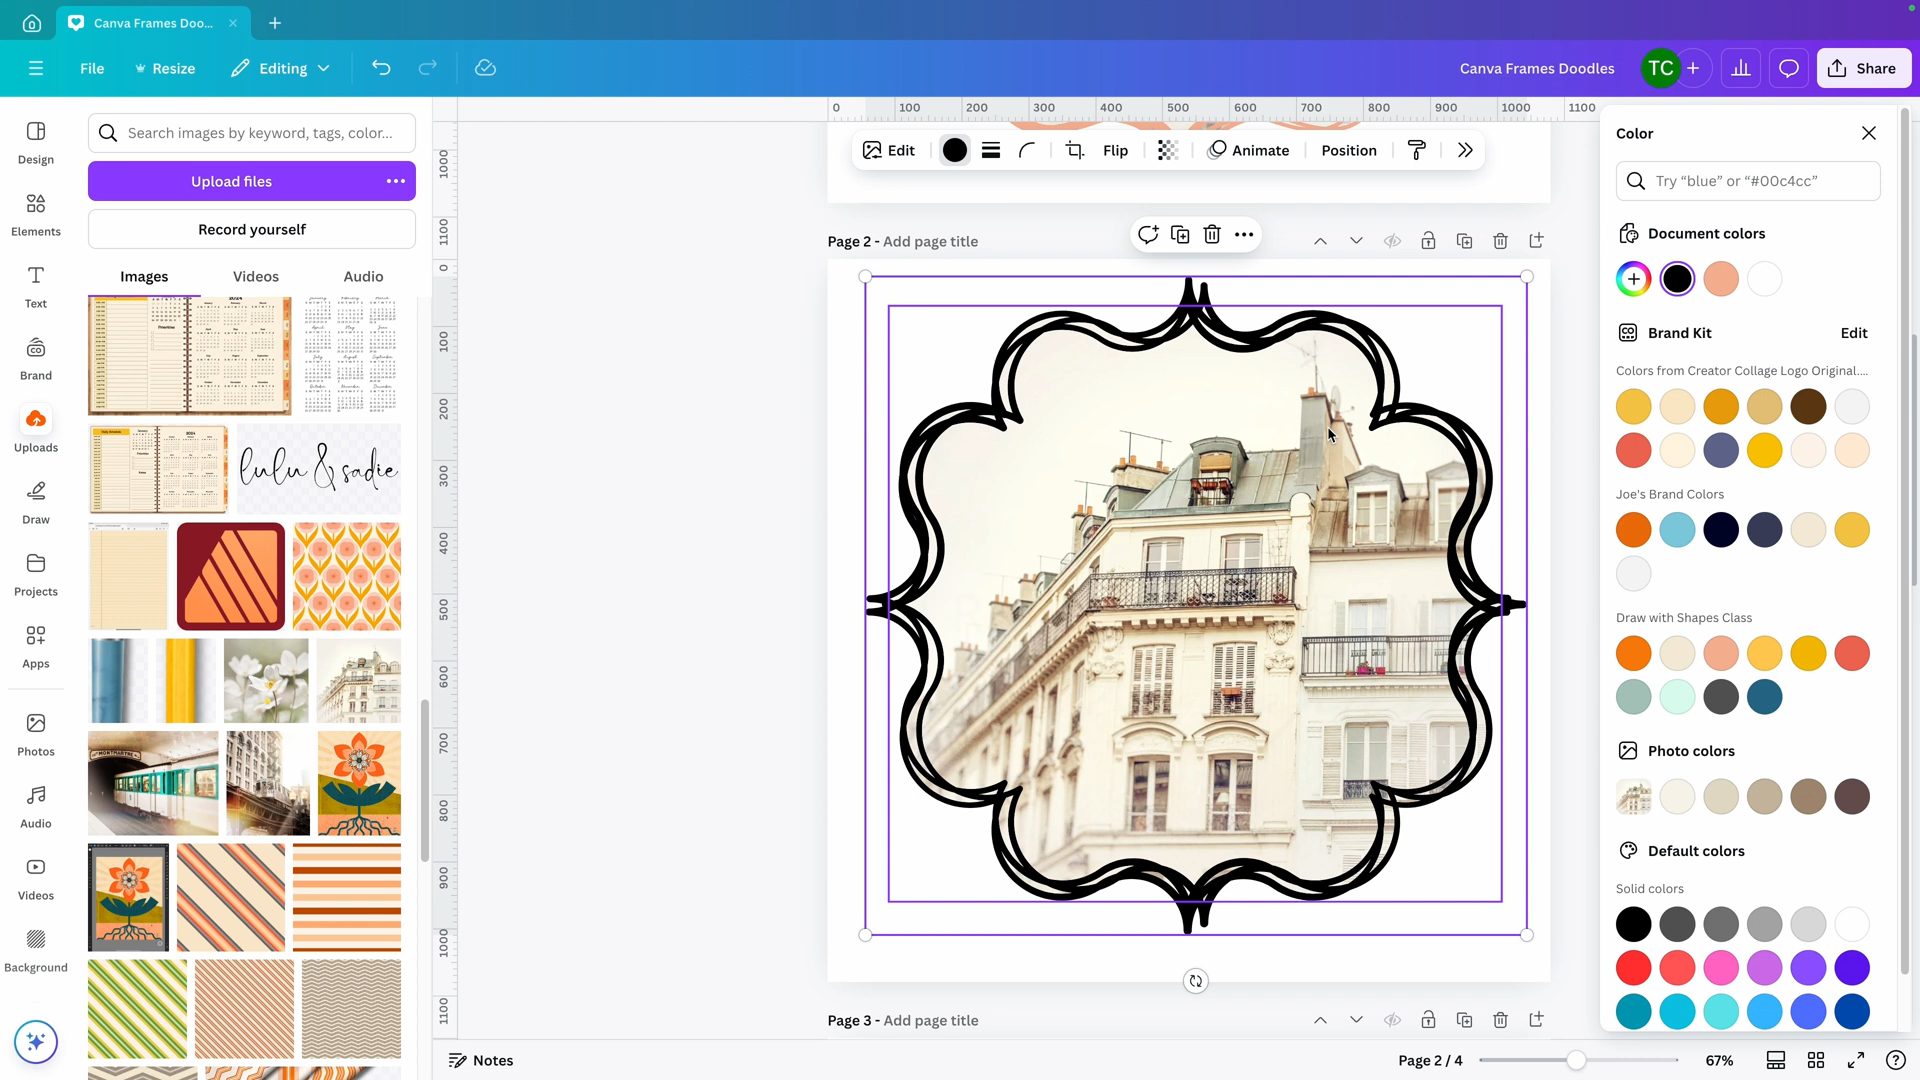 Canva Frames Doo...
File
Resize
Editing
Canva Frames Doodles
TC
Share
0 100 200 300 400 500 600 700 800 900 1000 1100
Design
Elements
Text
Brand
Uploads
Draw
Projects
Apps
Photos
Audio
Videos
Background
Search images by keyword, tags, color...
Upload files
Record yourself
Images
Videos
Audio
2024
lulu & sadie
Edit
Flip
Animate
Position
1000
1100
0
100
200
300
400
500
600
700
800
900
1000
1100
Page 2 - Add page title
Page 3 - Add page title
Color
Try “blue” or “#00c4cc”
Document colors
Brand Kit
Edit
Colors from Creator Collage Logo Original....
Joe's Brand Colors
Draw with Shapes Class
Photo colors
Default colors
Solid colors
Notes
Page 2 / 4
67%